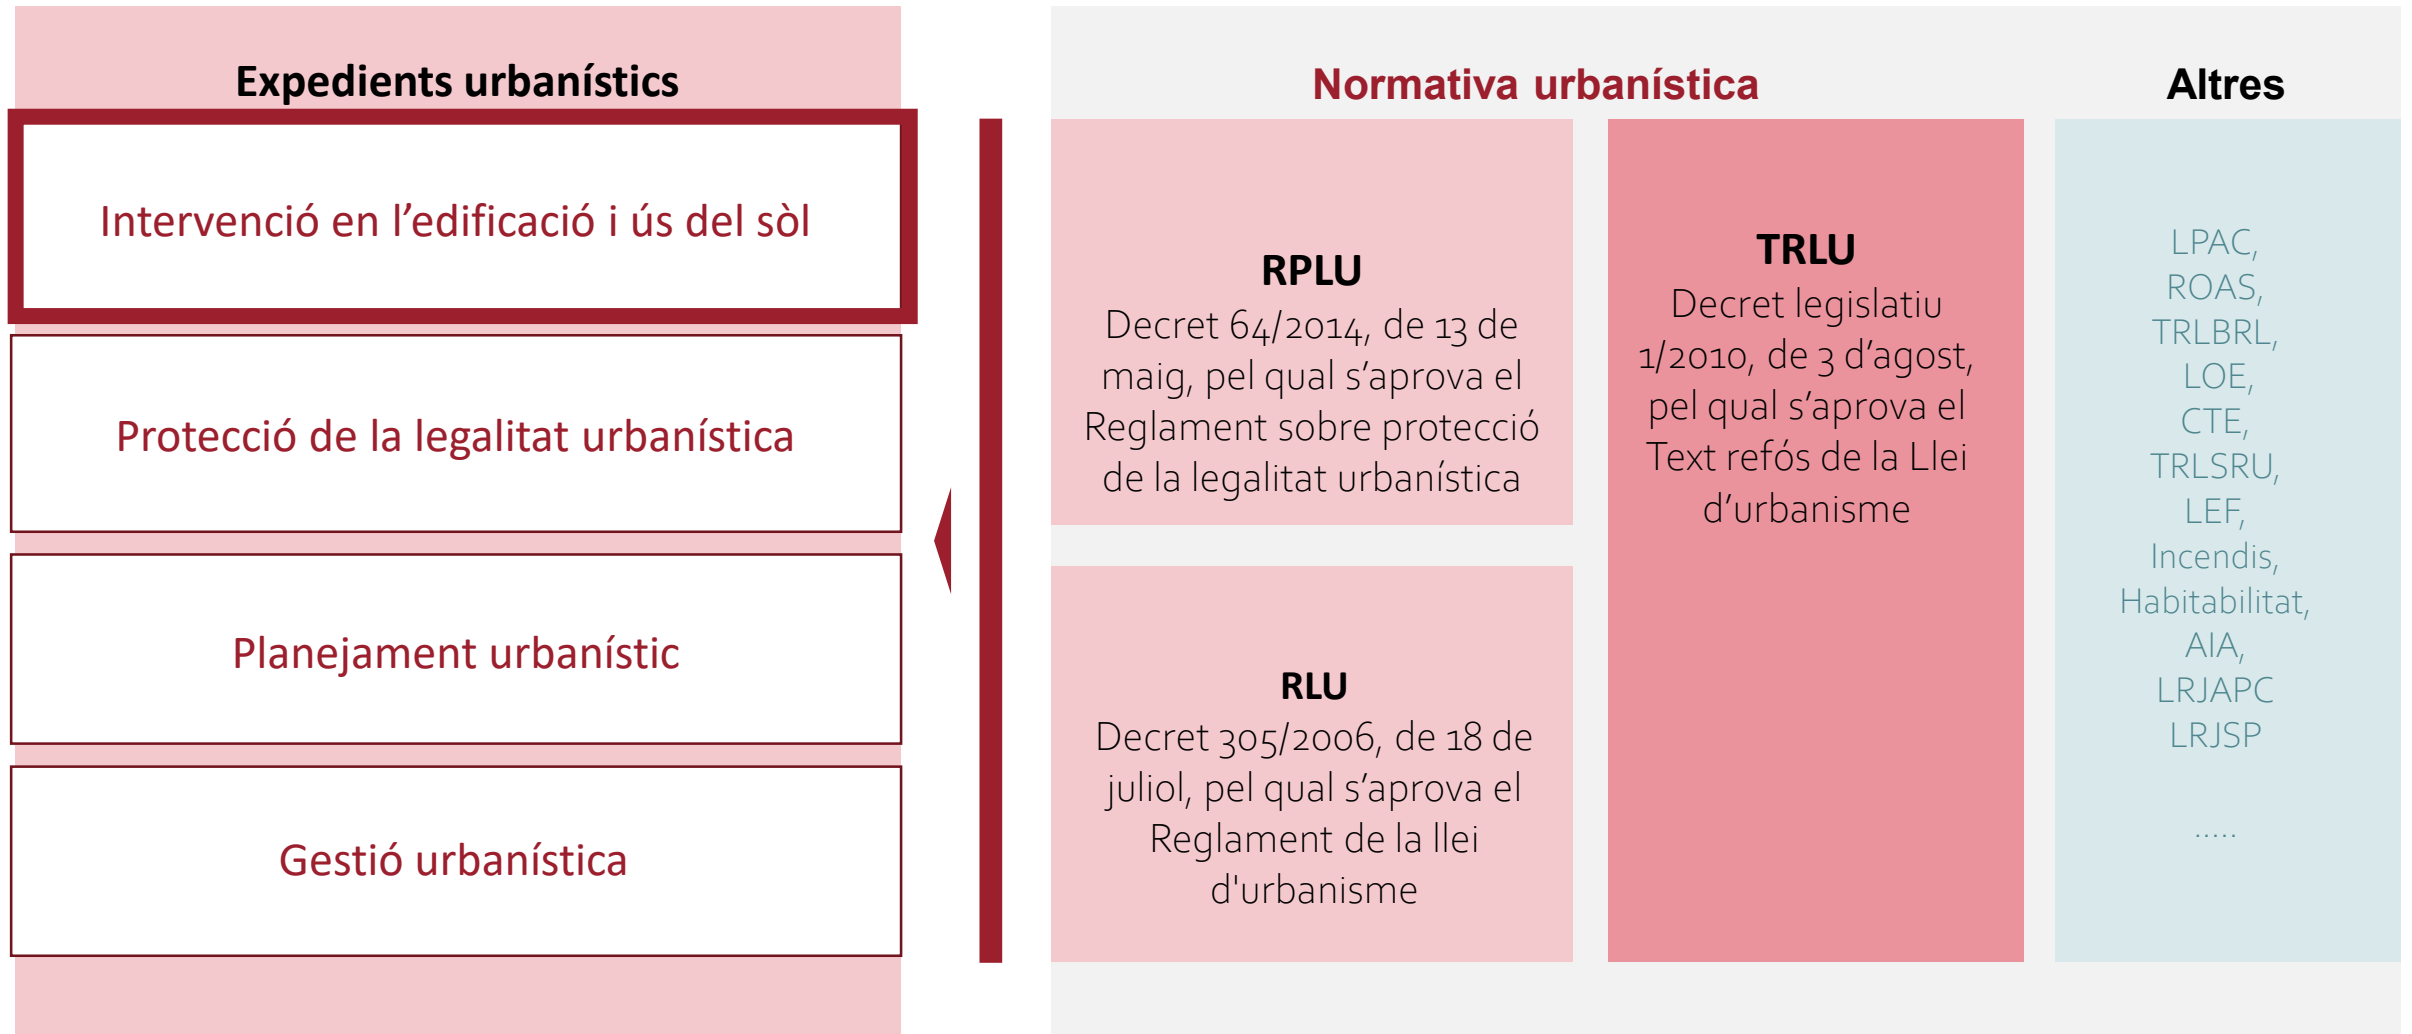 Expedients urbanístics
Intervenció en l’edificació i ús del sòl
Protecció de la legalitat urbanística
Planejament urbanístic
Gestió urbanística
Normativa urbanística
RPLU
Decret 64/2014, de 13 de
maig, pel qual s’aprova el
Reglament sobre protecció
de la legalitat urbanística
RLU
Decret 305/2006, de 18 de
juliol, pel qual s’aprova el
Reglament de la llei
d'urbanisme
TRLU
Decret legislatiu
1/2010, de 3 d’agost,
pel qual s’aprova el
Text refós de la Llei
d’urbanisme
Altres
LPAC,
ROAS,
TRLBRL,
LOE,
CTE,
TRLSRU,
LEF,
Incendis,
Habitabilitat,
AIA,
LRJAPC
LRJSP
.....